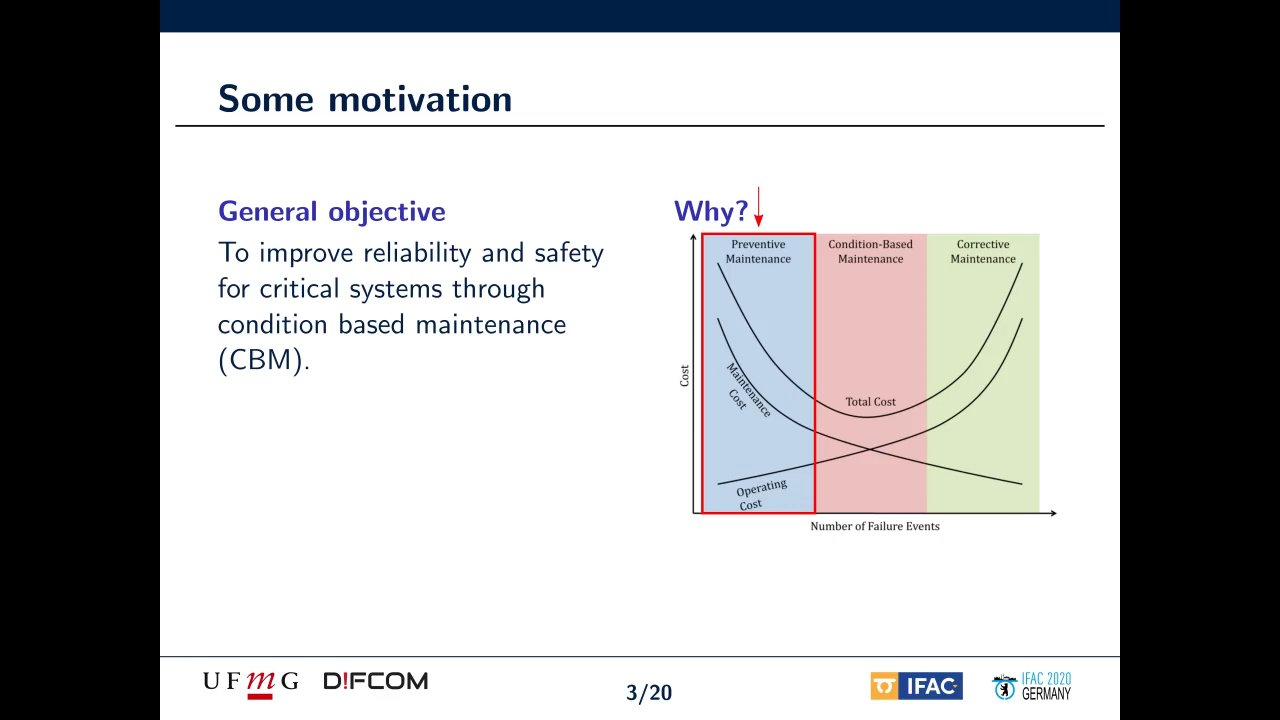 Some motivation
General objective
To improve reliability and safety
for critical systems through
condition based maintenance
(CBM).
Why?
Preventive
Maintenance
Condition-Based
Maintenance
Corrective
Maintenance
Cost
Maintenance
Cost
Total Cost
Operating
Cost
Number of Failure Events
UFmG
D!FCOM
3/20
IFAC
IFAC 2020
GERMANY